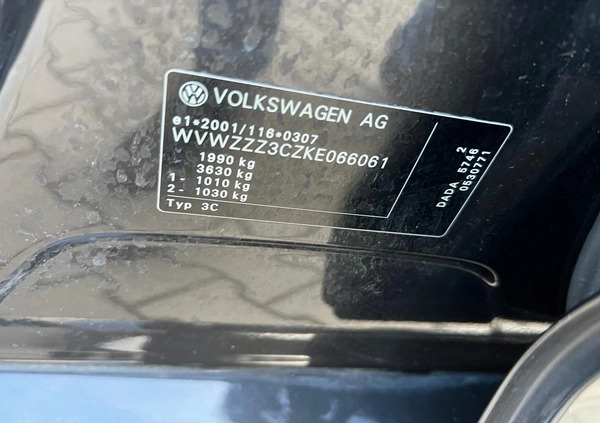 VOLKSWAGEN AG
e1*2001/116*0307
WVWZZZ3CZKE066061
1990 kg
3630 kg
1 - 1010 kg
2 - 1030 kg
Typ 3C
2
DADA 5746
0530771